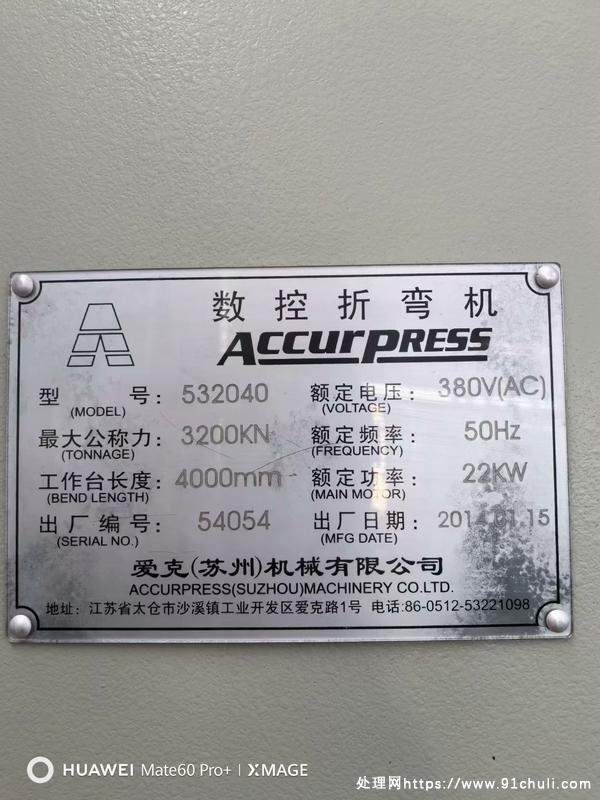 数控折弯机
ACCURPRESS
型 号: 532040 额定电压: 380V(AC)
(MODEL) (VOLTAGE)
最大公称力: 3200KN 额定频率: 50Hz
(TONNAGE) (FREQUENCY)
工作台长度: 4000mm 额定功率: 22KW
(BEND LENGTH) (MAIN MOTOR)
出厂编号: 54054 出厂日期: 2014.01.15
(SERIAL NO.) (MFG DATE)
爱克(苏州)机械有限公司
ACCURPRESS(SUZHOU)MACHINERY CO.LTD.
地址: 江苏省太仓市沙溪镇工业开发区爱克路1号 电话:86-0512-53221098
HUAWEI Mate60 Pro+ | XMAGE
处理网https://www.91chuli.com